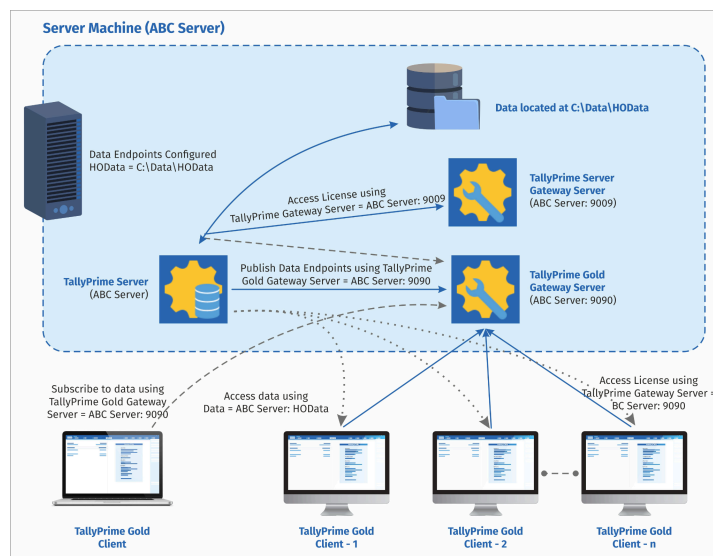 Server Machine (ABC Server)
Data located at C:\Data\HOData
Data Endpoints Configured
HOData = C:\Data\HOData
Access License using
TallyPrime Gateway Server = ABC Server: 9009
TallyPrime Server
Gateway Server
(ABC Server: 9009)
TallyPrime Server
(ABC Server)
Publish Data Endpoints using TallyPrime
Gold Gateway Server = ABC Server: 9090
TallyPrime Gold
Gateway Server
(ABC Server: 9090)
Subscribe to data using
TallyPrime Gold Gateway
Server = ABC Server: 9090
Access data using
Data = ABC Server: HOData
Access License using
TallyPrime Gateway Server =
BC Server: 9090
TallyPrime Gold
Client
TallyPrime Gold
Client - 1
TallyPrime Gold
Client - 2
TallyPrime Gold
Client - n